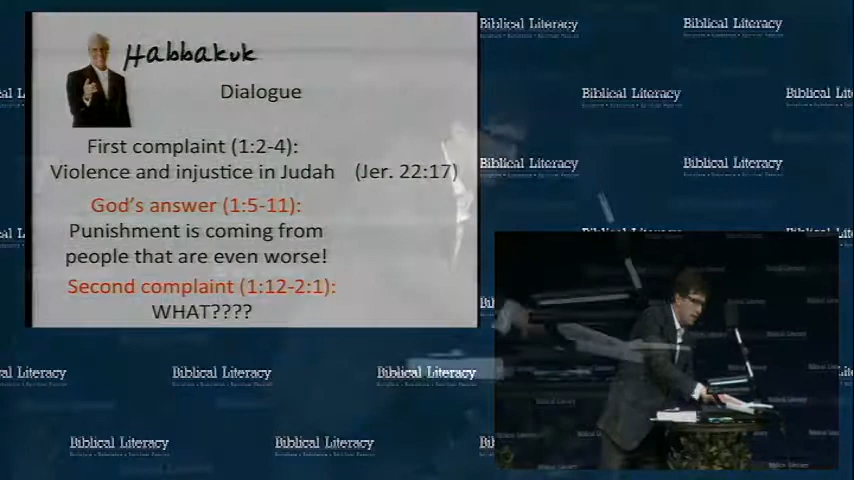 Habbakuk
Dialogue
First complaint (1:2-4):
Violence and injustice in Judah (Jer. 22:17)
God's answer (1:5-11):
Punishment is coming from
people that are even worse!
Second complaint (1:12-2:1):
WHAT????
Biblical Literacy
Biblical Literacy
Biblical Literacy
Biblical Literacy
Biblical Literacy
Biblical Literacy
Biblical Literacy
Biblical Literacy
Biblical Literacy
Biblical Literacy